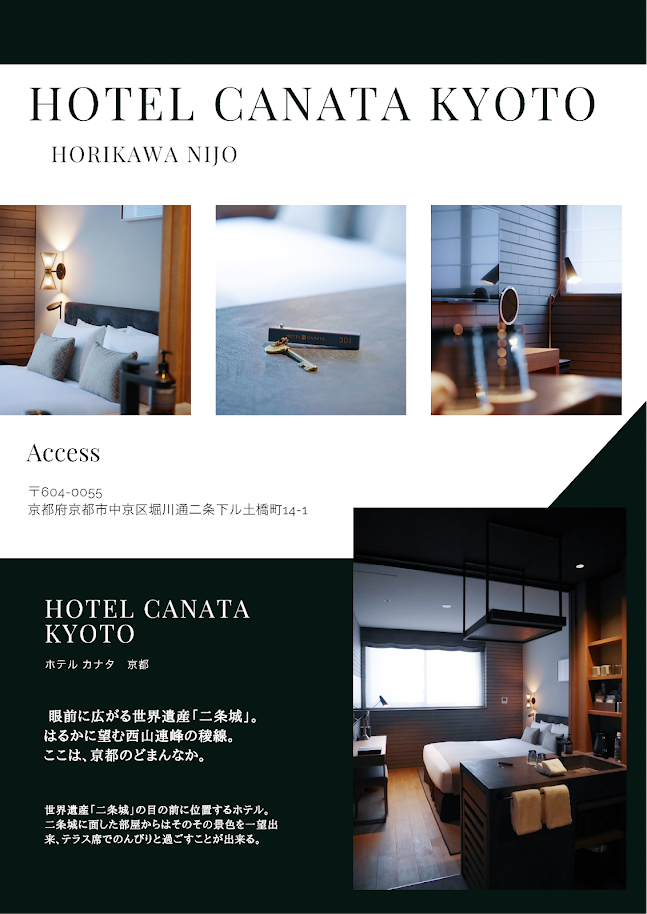 HOTEL CANATA KYOTO
HORIKAWA NIJO
HOTEL CANATA 301
Access
〒604-0055
京都府京都市中京区堀川通二条下ル土橋町14-1
HOTEL CANATA
KYOTO
ホテル カナタ 京都
眼前に広がる世界遺産「二条城」。
はるかに望む西山連峰の稜線。
ここは、京都のどまんなか。
世界遺産「二条城」の目の前に位置するホテル。
二条城に面した部屋からはそのその景色を一望出
来、テラス席でのんびりと過ごすことが出来る。